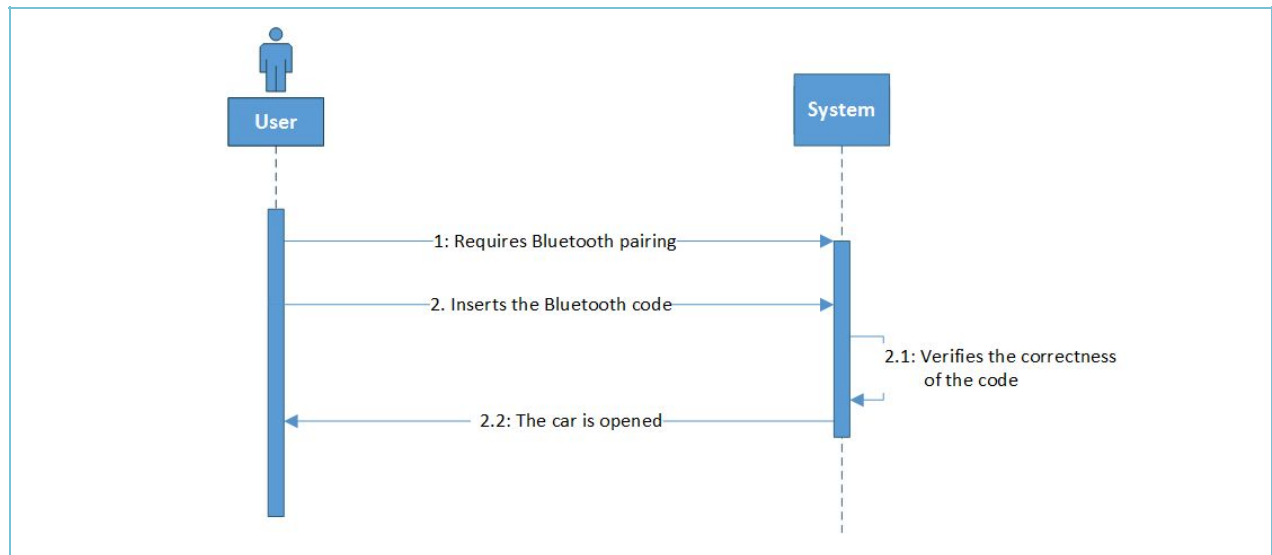 User
System
1: Requires Bluetooth pairing
2. Inserts the Bluetooth code
2.1: Verifies the correctness
of the code
2.2: The car is opened